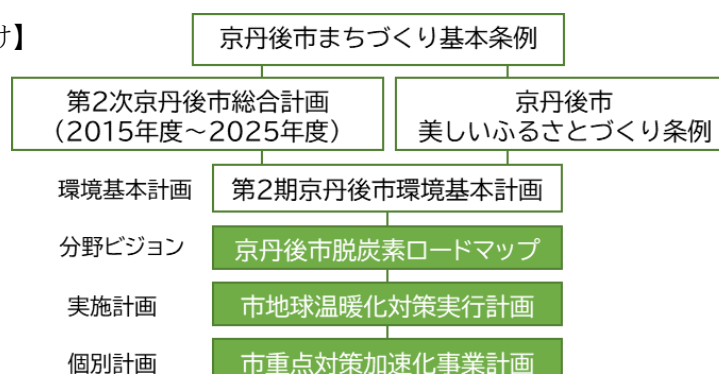 け】
京丹後市まちづくり基本条例
第2次京丹後市総合計画
（2015年度～2025年度）
京丹後市
美しいふるさとづくり条例
環境基本計画
第2期京丹後市環境基本計画
分野ビジョン
京丹後市脱炭素ロードマップ
実施計画
市地球温暖化対策実行計画
個別計画
市重点対策加速化事業計画